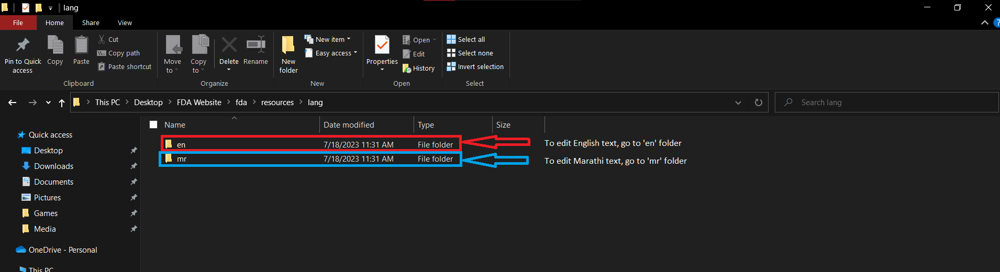 lang
File Home Share View
Pin to Quick access
Copy
Paste
Cut
Copy path
Paste shortcut
Clipboard
Move to
Copy to
Delete
Rename
Organize
New folder
New item
Easy access
New
Properties
Open
Edit
History
Open
Select all
Select none
Invert selection
Select
This PC > Desktop > FDA Website > fda > resources > lang
Search lang
Quick access
Desktop
Downloads
Documents
Pictures
Games
Media
OneDrive - Personal
This PC
Name Date modified Type Size
en 7/18/2023 11:31 AM File folder To edit English text, go to 'en' folder
mr 7/18/2023 11:31 AM File folder To edit Marathi text, go to 'mr' folder